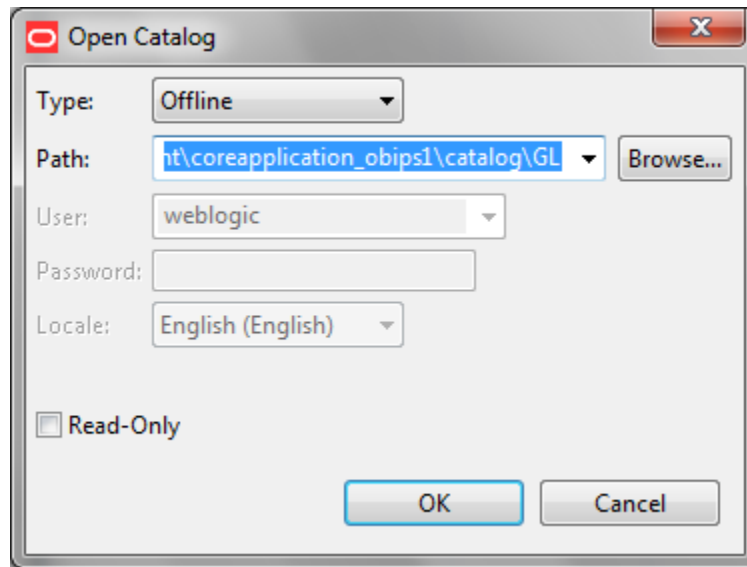 Open Catalog
Type: Offline
Path: nt\coreapplication_obips1\catalog\GL Browse...
User: weblogic
Password:
Locale: English (English)
Read-Only
OK Cancel